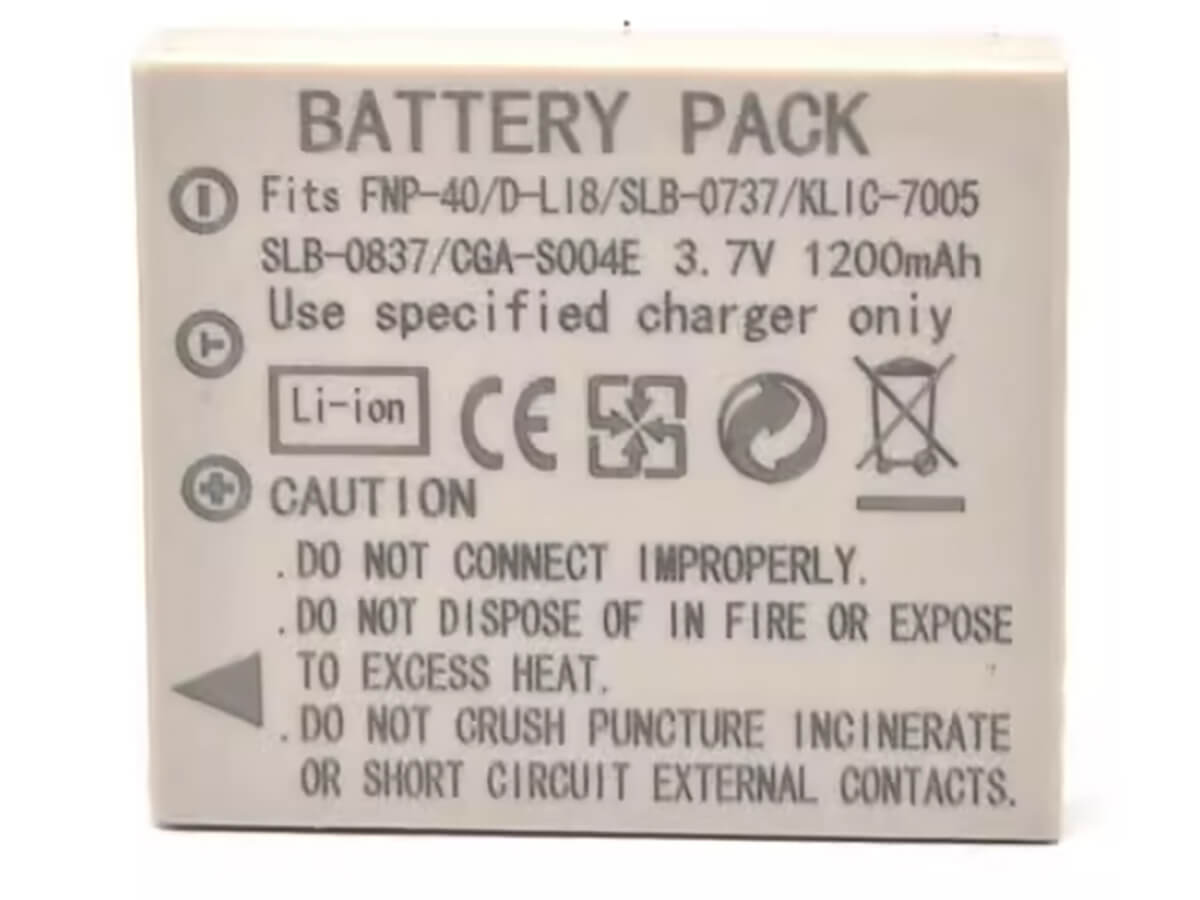 BATTERY PACK
Fits FNP-40/D-LI8/SLB-0737/KLIC-7005
SLB-0837/CGA-S004E 3.7V 1200mAh
Use specified charger oniy
Li-ion CE
CAUTION
.DO NOT CONNECT IMPROPERLY.
.DO NOT DISPOSE OF IN FIRE OR EXPOSE
TO EXCESS HEAT.
.DO NOT CRUSH PUNCTURE INCINERATE
OR SHORT CIRCUIT EXTERNAL CONTACTS.